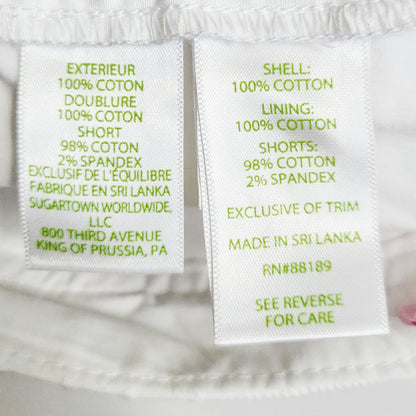 EXTERIEUR
100% COTON
DOUBLURE
100% COTON
SHORT
98% COTON
2% SPANDEX
EXCLUSIF DE L'ÉQUILIBRE
FABRIQUE EN SRI LANKA
SUGARTOWN WORLDWIDE,
LLC
800 THIRD AVENUE
KING OF PRUSSIA, PA
SHELL:
100% COTTON
LINING:
100% COTTON
SHORTS:
98% COTTON
2% SPANDEX
EXCLUSIVE OF TRIM
MADE IN SRI LANKA
RN#88189
SEE REVERSE
FOR CARE